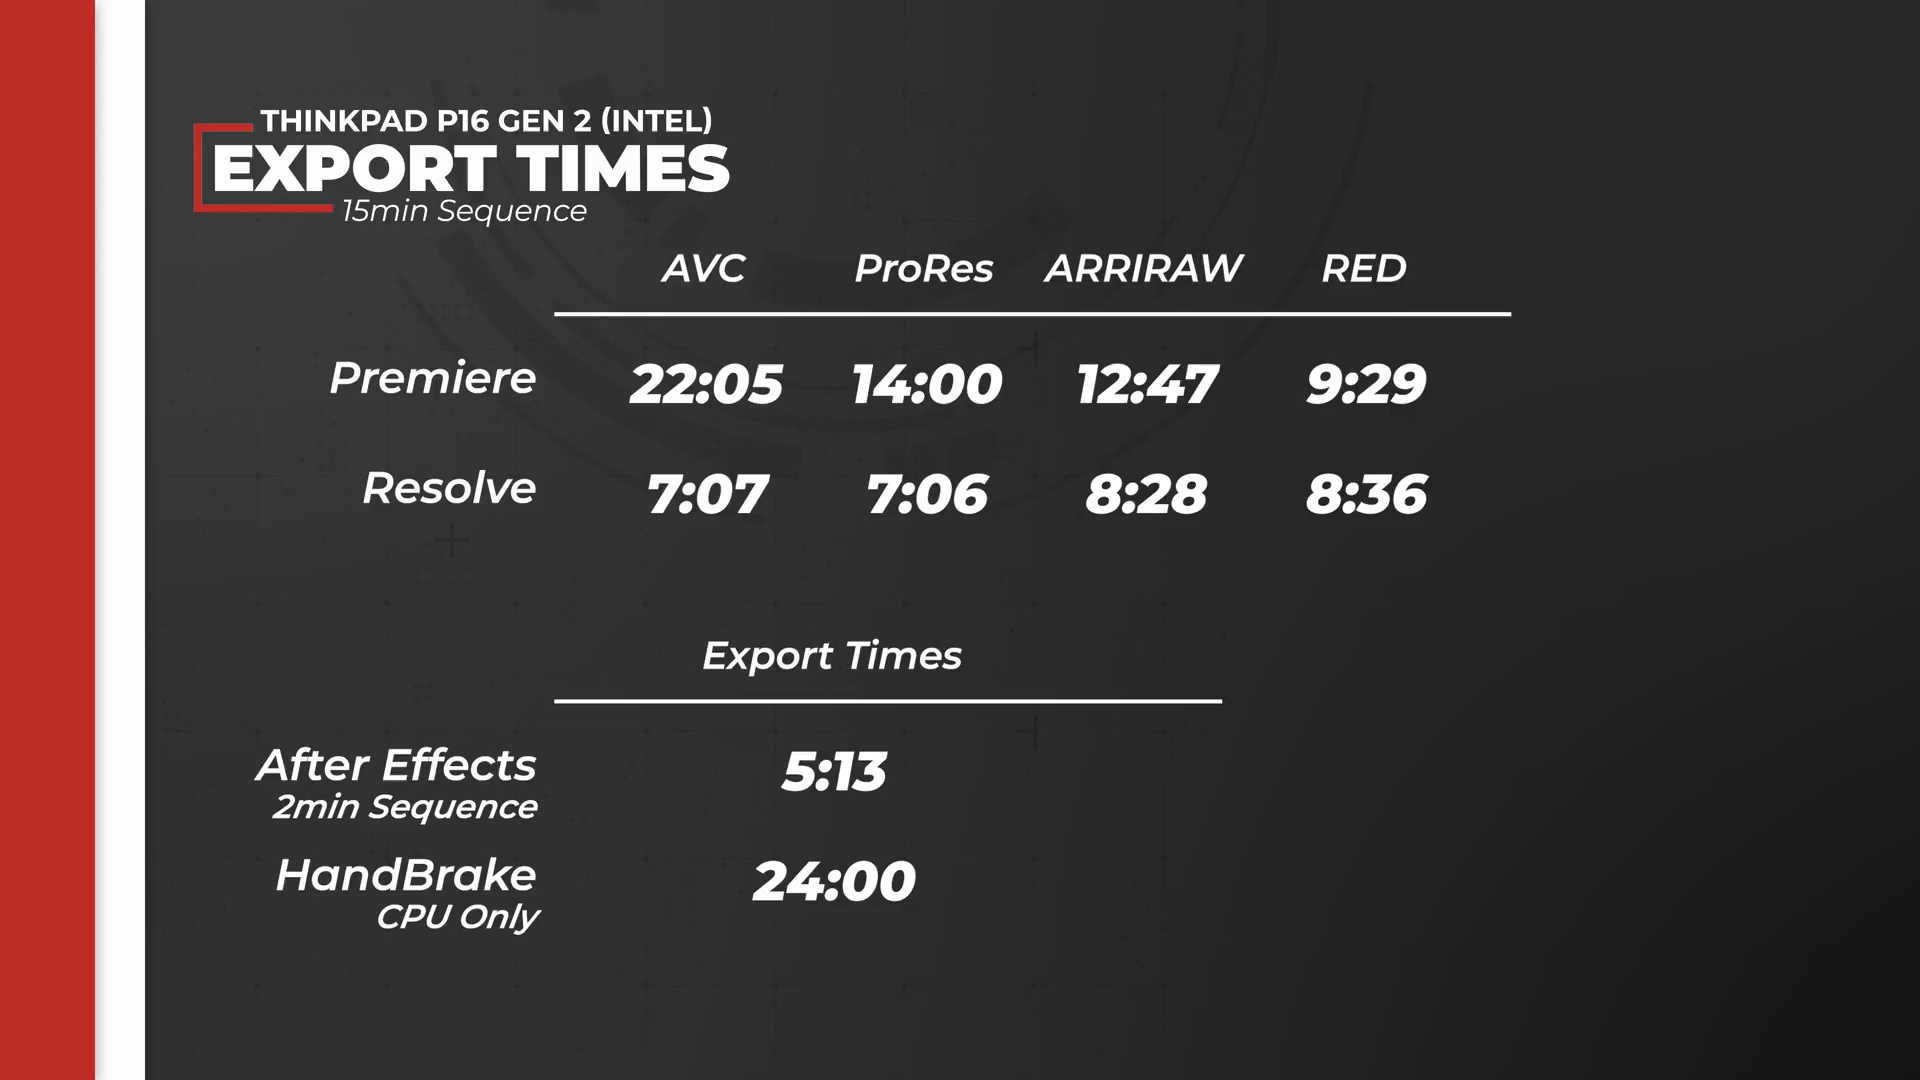 THINKPAD P16 GEN 2 (INTEL)
EXPORT TIMES
15min Sequence
AVC ProRes ARRIRAW RED
Premiere 22:05 14:00 12:47 9:29
Resolve 7:07 7:06 8:28 8:36
Export Times
After Effects 5:13
2min Sequence
HandBrake 24:00
CPU Only